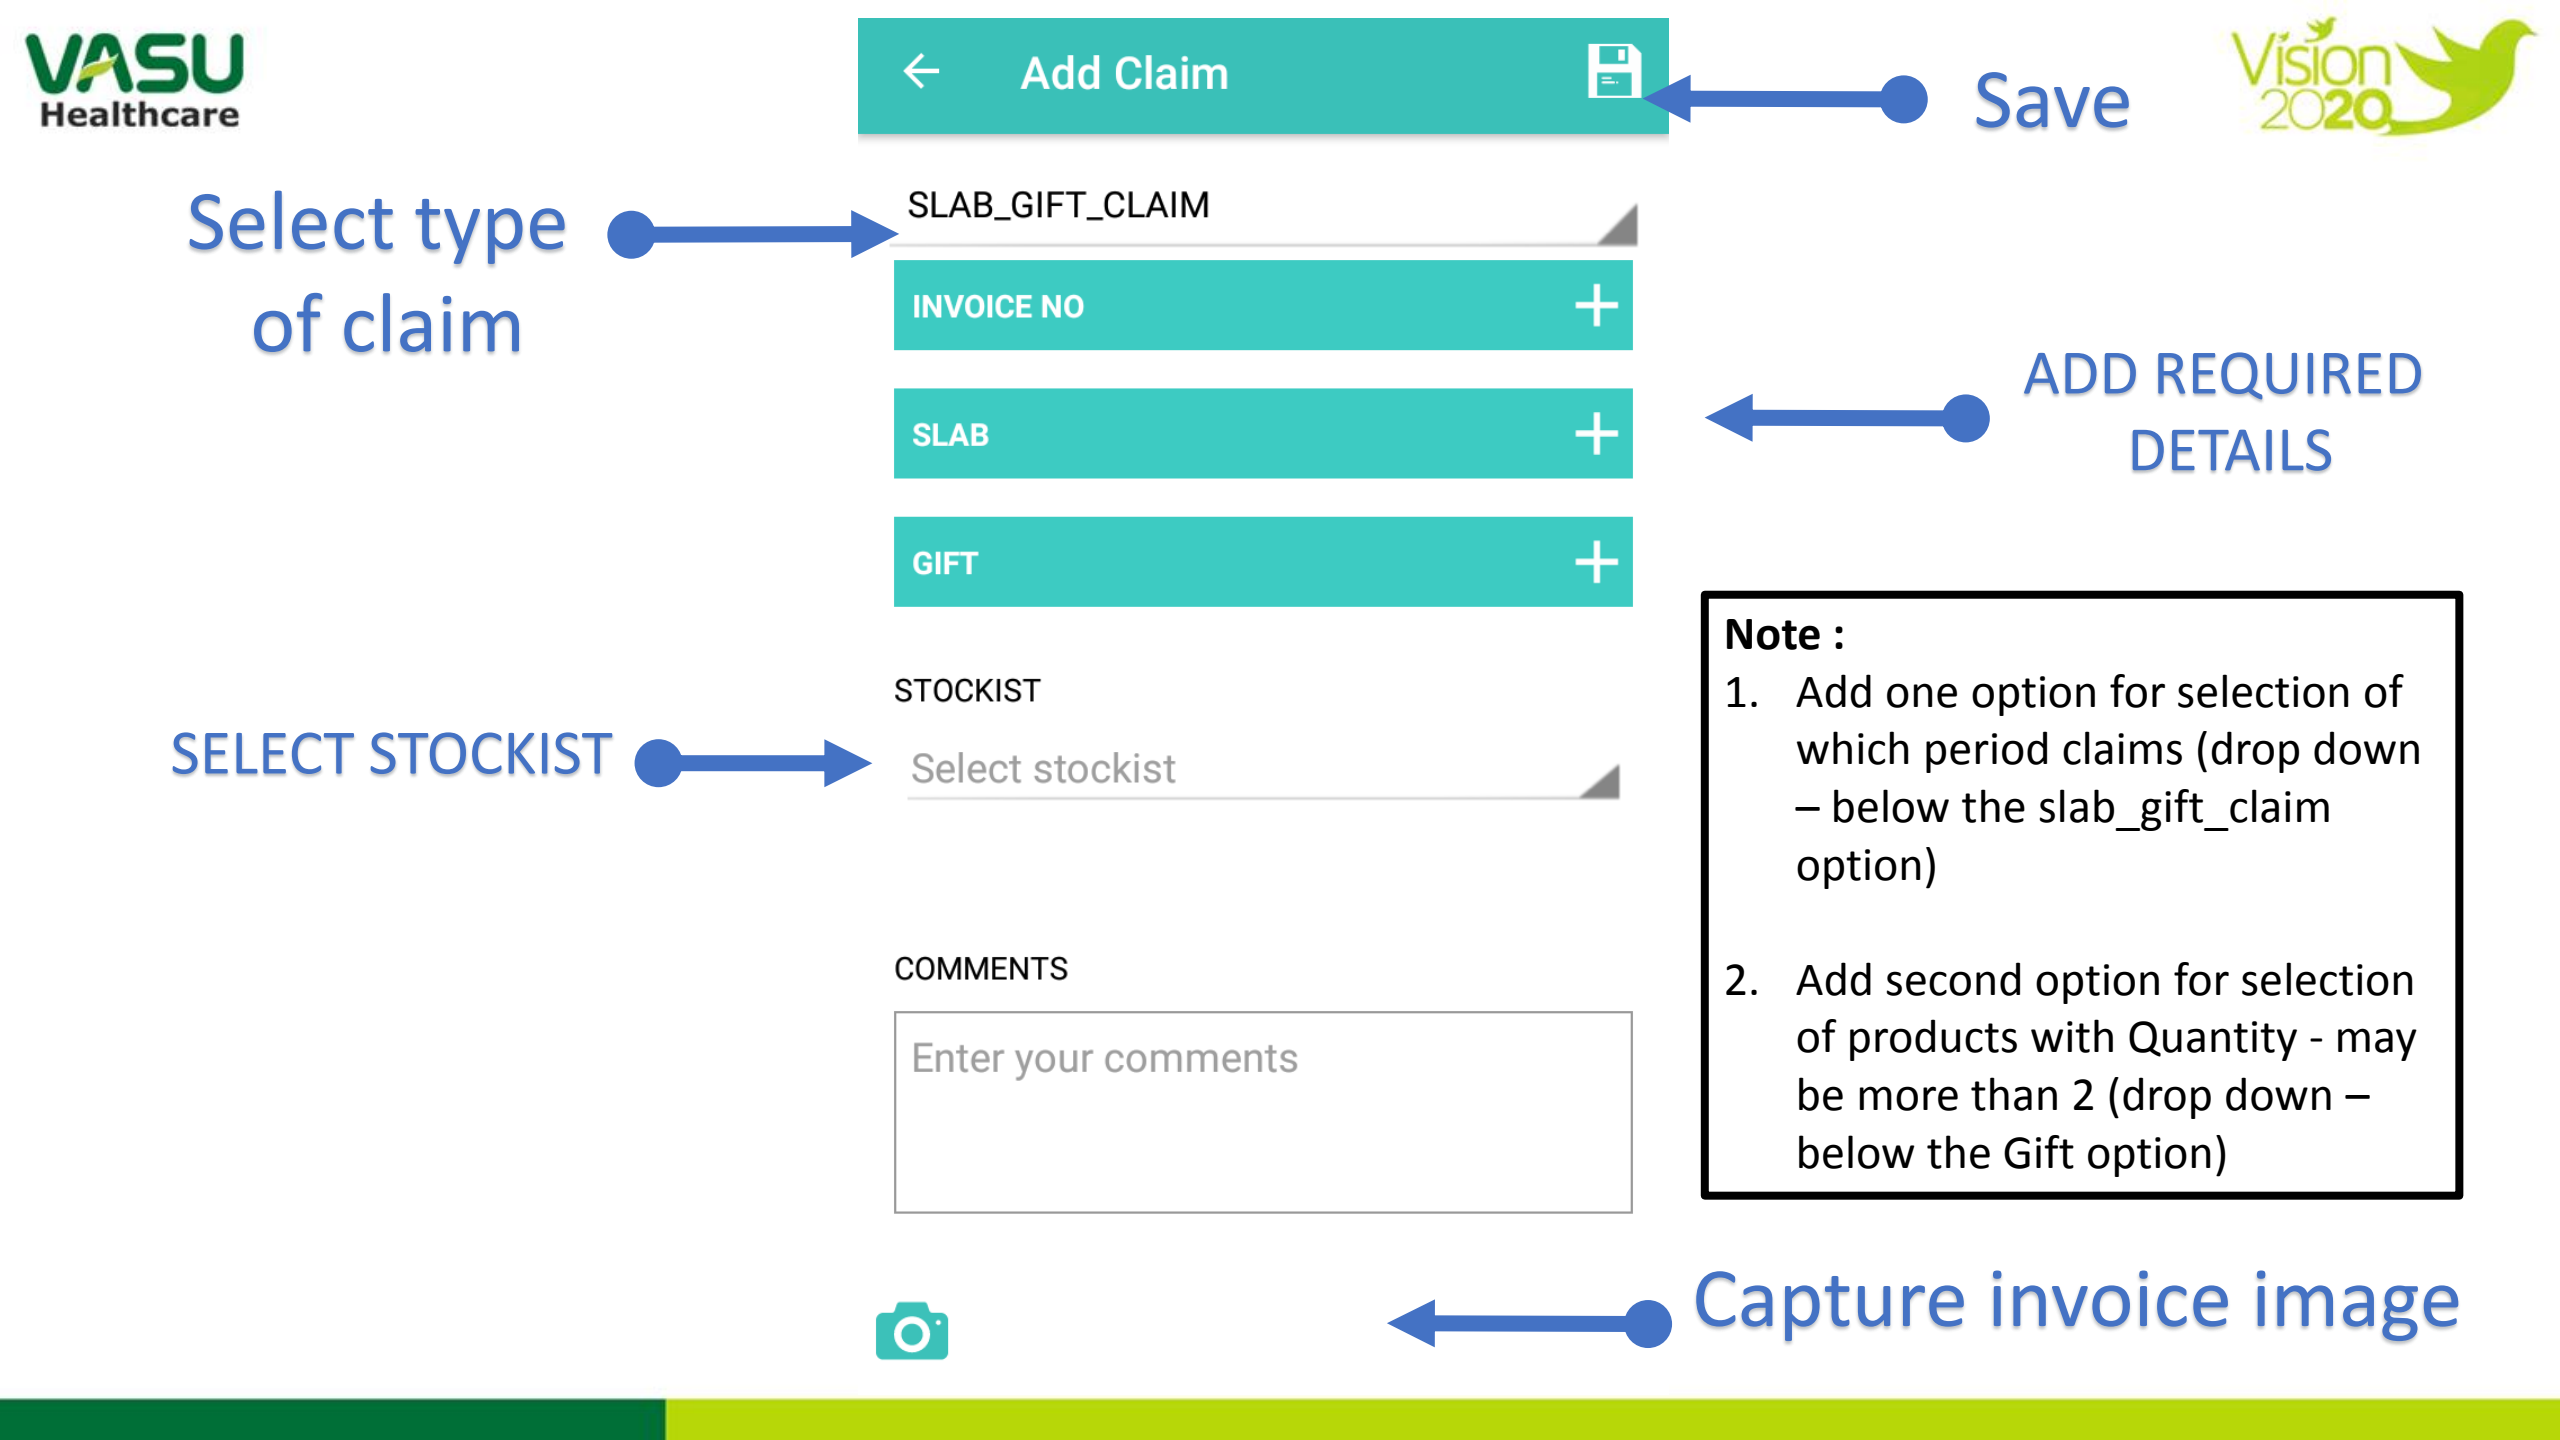 VASU
Healthcare
Add Claim
Save
Vision
2020
Select type
of claim
SLAB_GIFT_CLAIM
INVOICE NO
SLAB
GIFT
ADD REQUIRED
DETAILS
STOCKIST
SELECT STOCKIST
Select stockist
COMMENTS
Enter your comments
Note :
1. Add one option for selection of
which period claims (drop down
– below the slab_gift_claim
option)
2. Add second option for selection
of products with Quantity - may
be more than 2 (drop down –
below the Gift option)
Capture invoice image